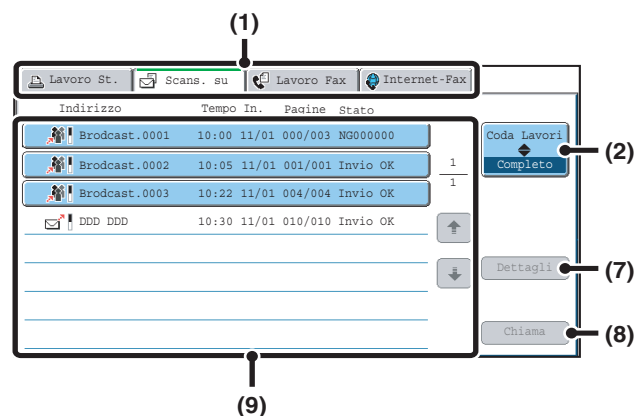 (1)
Lavoro St. Scans. su Lavoro Fax Internet-Fax
Indirizzo Tempo In. Pagine Stato
Brodcast.0001 10:00 11/01 000/003 NG000000
Brodcast.0002 10:05 11/01 001/001 Invio OK
Brodcast.0003 10:22 11/01 004/004 Invio OK
DDD DDD 10:30 11/01 010/010 Invio OK
1
1
Coda Lavori
Completo
(2)
Dettagli
(7)
Chiama
(8)
(9)